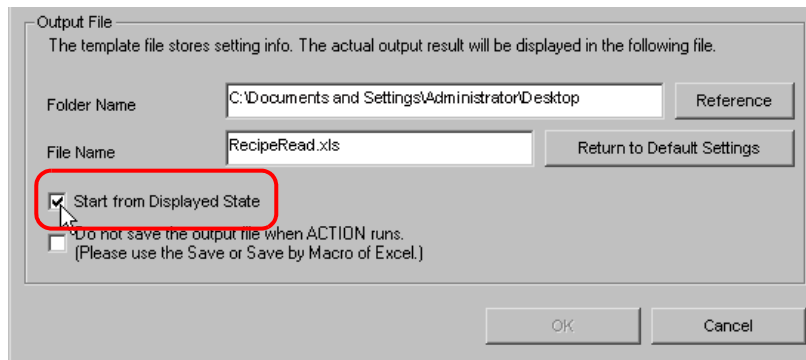 Output File
The template file stores setting info. The actual output result will be displayed in the following file.
Folder Name
C:\Documents and Settings\Administrator\Desktop
Reference
File Name
RecipeRead.xls
Return to Default Settings
Start from Displayed State
Do not save the output file when ACTION runs.
(Please use the Save or Save by Macro of Excel.)
OK
Cancel